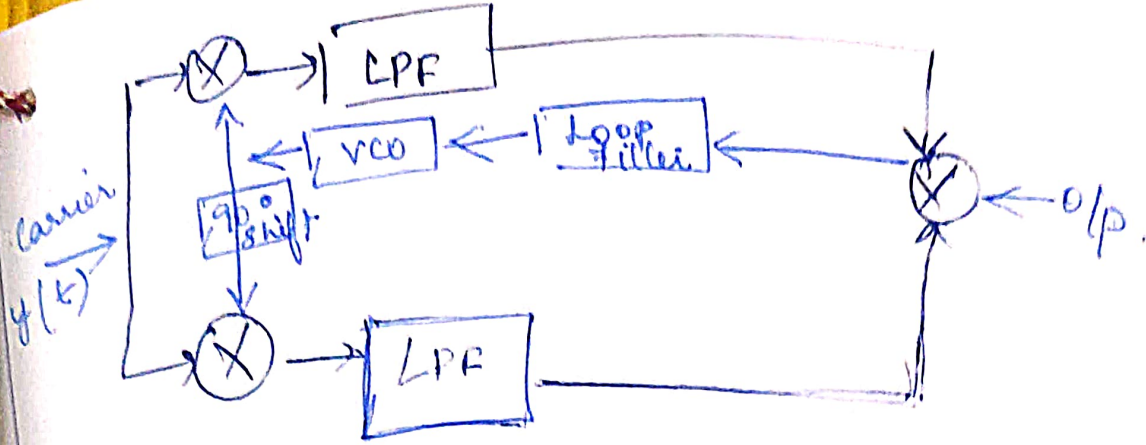 X
LPF
Loop
filter
VCO
X
90°
shift
carrier
y(t)
O/p.
X
LPF